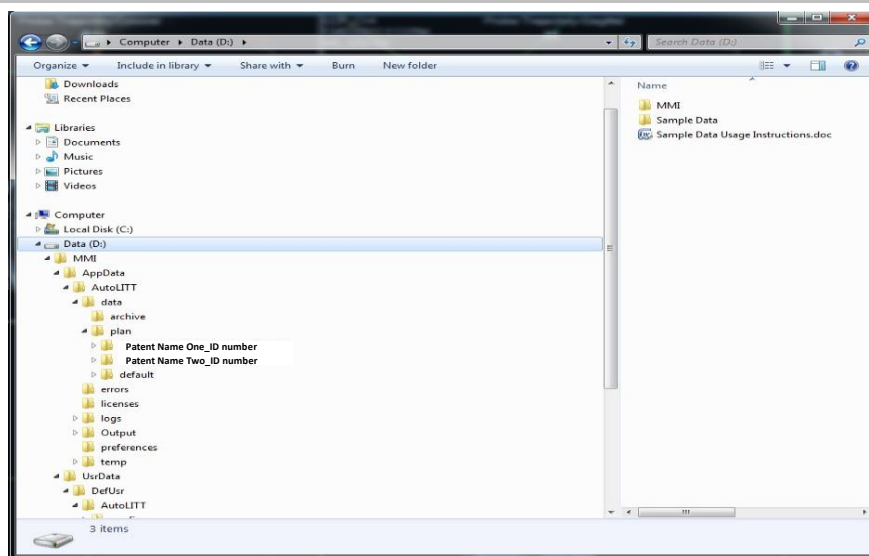 Computer ▸ Data (D:) ▸
Search Data (D:)
Organize Include in library Share with Burn New folder
Downloads
Recent Places
Libraries
Documents
Music
Pictures
Videos
Computer
Local Disk (C:)
Data (D:)
MMI
AppData
AutoLITT
data
archive
plan
Patent Name One_ID number
Patent Name Two_ID number
default
errors
licenses
logs
Output
preferences
temp
UsrData
DefUsr
AutoLITT
3 items
Name
MMI
Sample Data
Sample Data Usage Instructions.doc